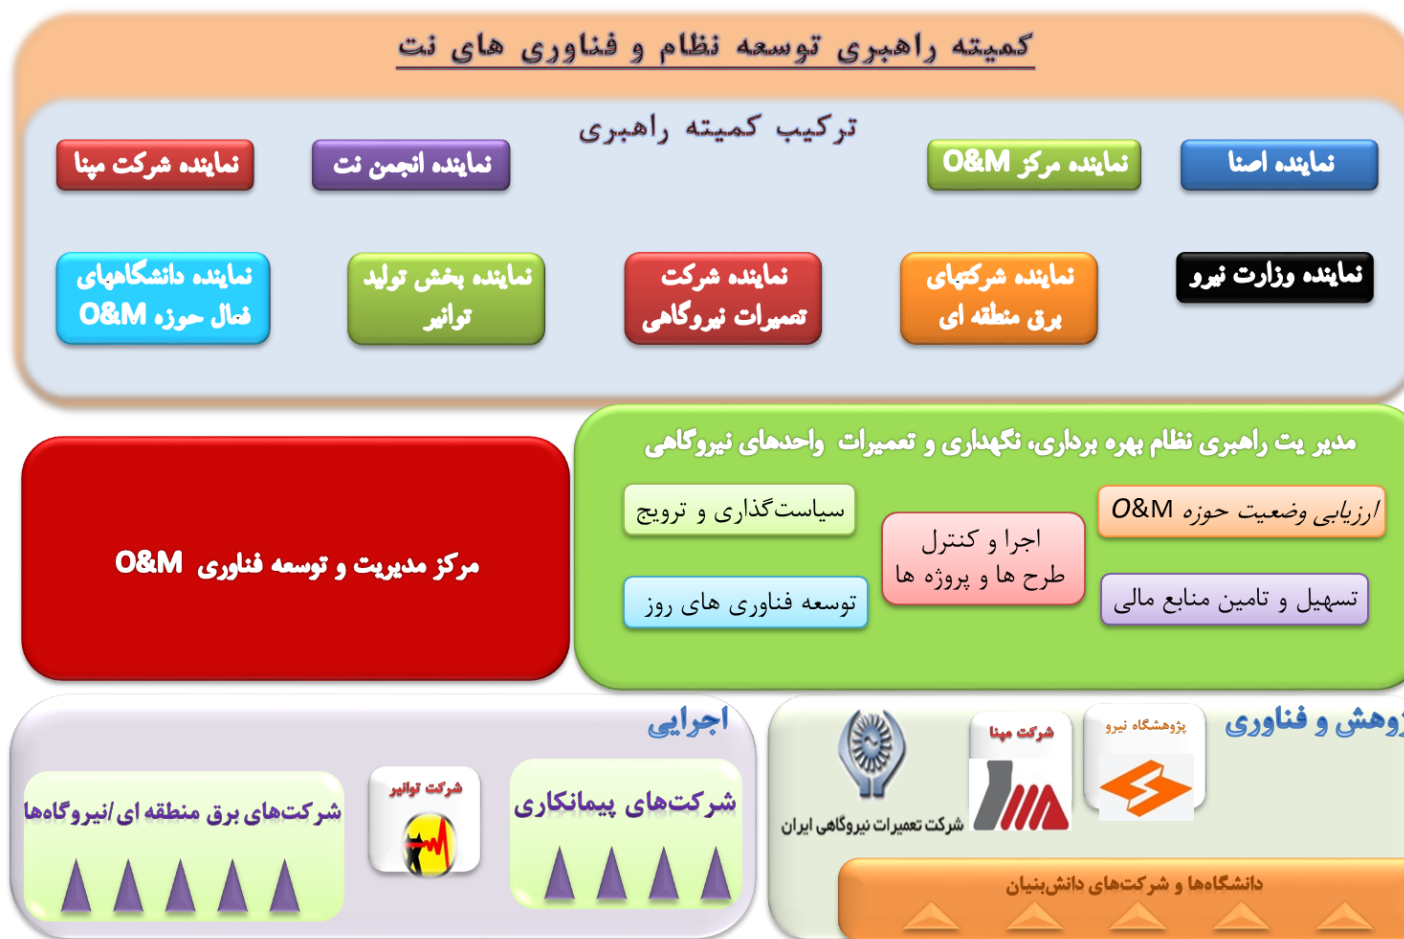 کمیته راهبری توسعه نظام و فناوری های نت
ترکیب کمیته راهبری
نماینده اصنا
نماینده مرکز O&M
نماینده انجمن نت
نماینده شرکت مپنا
نماینده وزارت نیرو
نماینده شرکتهای
برق منطقه ای
نماینده شرکت
تعمیرات نیروگاهی
نماینده بخش تولید
توانیر
نماینده دانشگاههای
فعال حوزه O&M
مدیر یت راهبری نظام بهره برداری، نگهداری و تعمیرات واحدهای نیروگاهی
ارزیابی وضعیت حوزه O&M
اجرا و کنترل
طرح ها و پروژه ها
سیاست‌گذاری و ترویج
تسهیل و تامین منابع مالی
توسعه فناوری های روز
مرکز مدیریت و توسعه فناوری O&M
ژوهش و فناوری
پژوهشگاه نیرو
شرکت مپنا
شرکت تعمیرات نیروگاهی ایران
دانشگاه‌ها و شرکت‌های دانش‌بنیان
اجرایی
شرکت‌های پیمانکاری
شرکت توانیر
شرکت‌های برق منطقه ای/نیروگاه‌ها